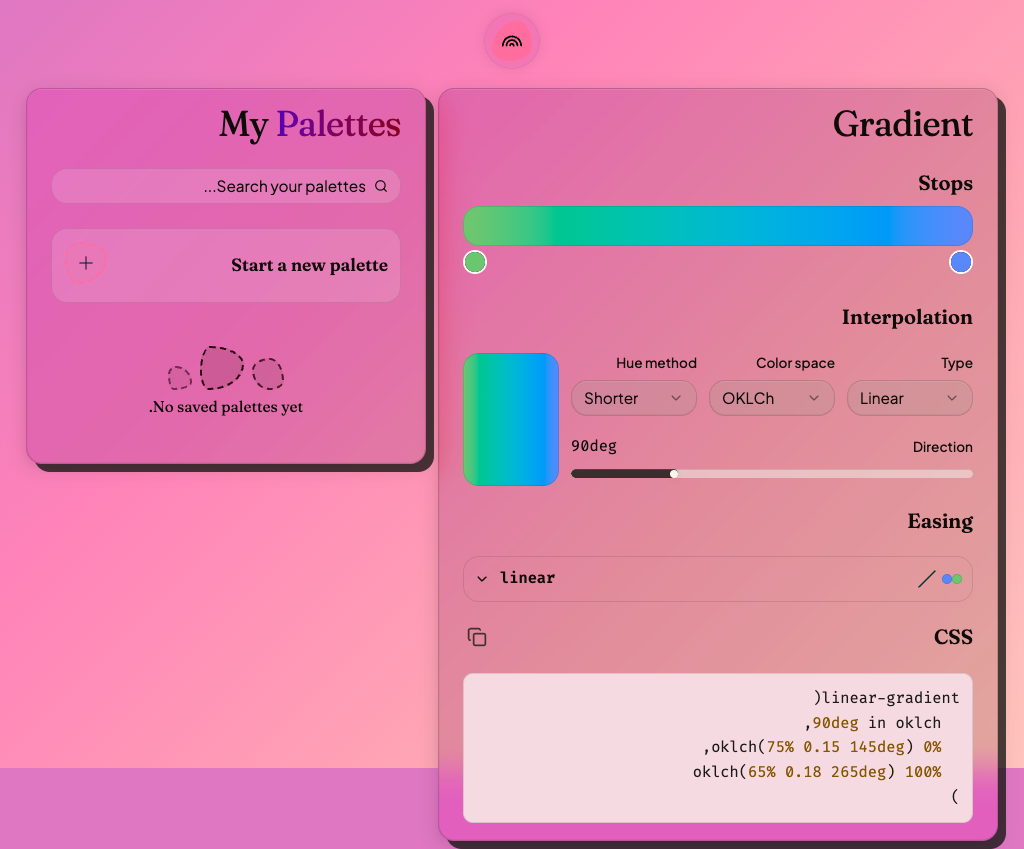 My Palettes
Search your palettes...
Start a new palette
No saved palettes yet.
Gradient
Stops
Interpolation
Type
Color space
Hue method
Linear
OKLCh
Shorter
Direction
90deg
Easing
linear
CSS
linear-gradient(
90deg in oklch,
oklch(75% 0.15 145deg) 0%,
oklch(65% 0.18 265deg) 100%
)